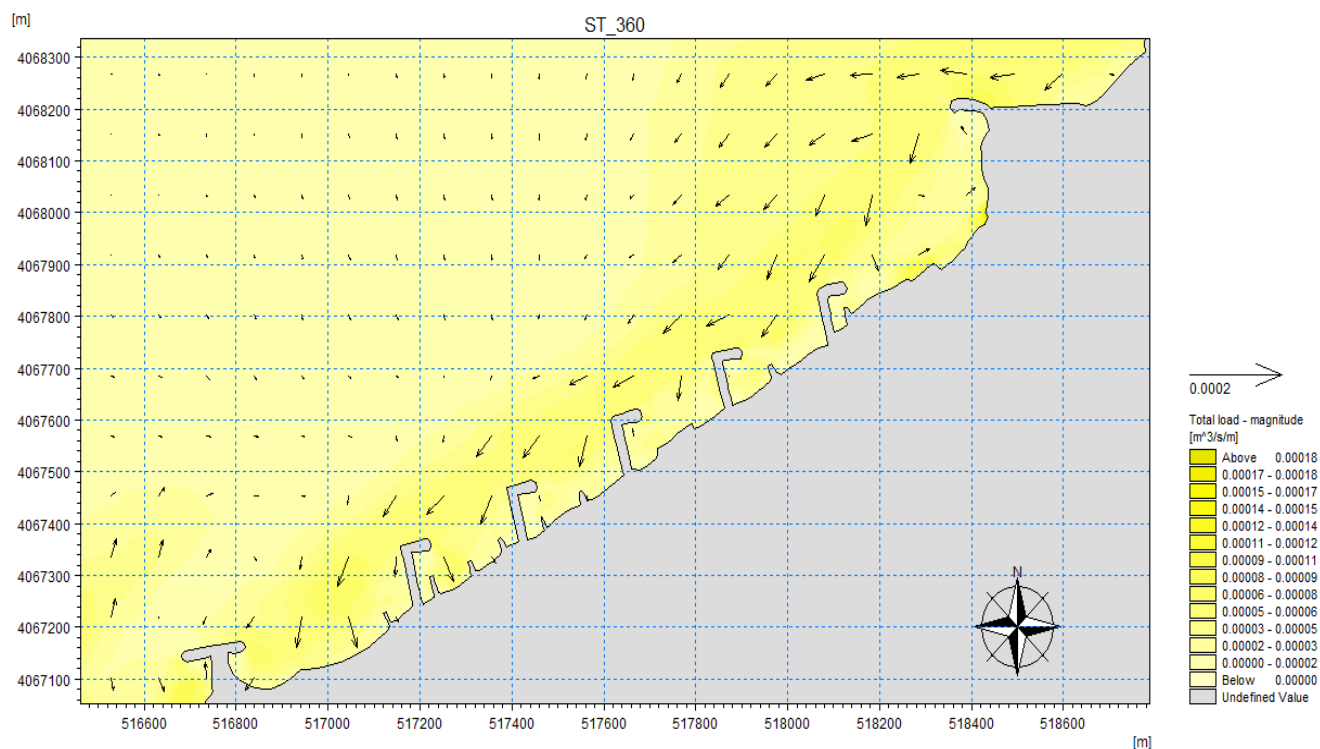 ST_360
[m]
4068300
4068200
4068100
4068000
4067900
4067800
4067700
4067600
4067500
4067400
4067300
4067200
4067100
516600 516800 517000 517200 517400 517600 517800 518000 518200 518400 518600
[m]
N
0.0002
Total load - magnitude
[m^3/s/m]
Above 0.00018
0.00017 - 0.00018
0.00015 - 0.00017
0.00014 - 0.00015
0.00012 - 0.00014
0.00011 - 0.00012
0.00009 - 0.00011
0.00008 - 0.00009
0.00006 - 0.00008
0.00005 - 0.00006
0.00003 - 0.00005
0.00002 - 0.00003
0.00000 - 0.00002
Below 0.00000
Undefined Value